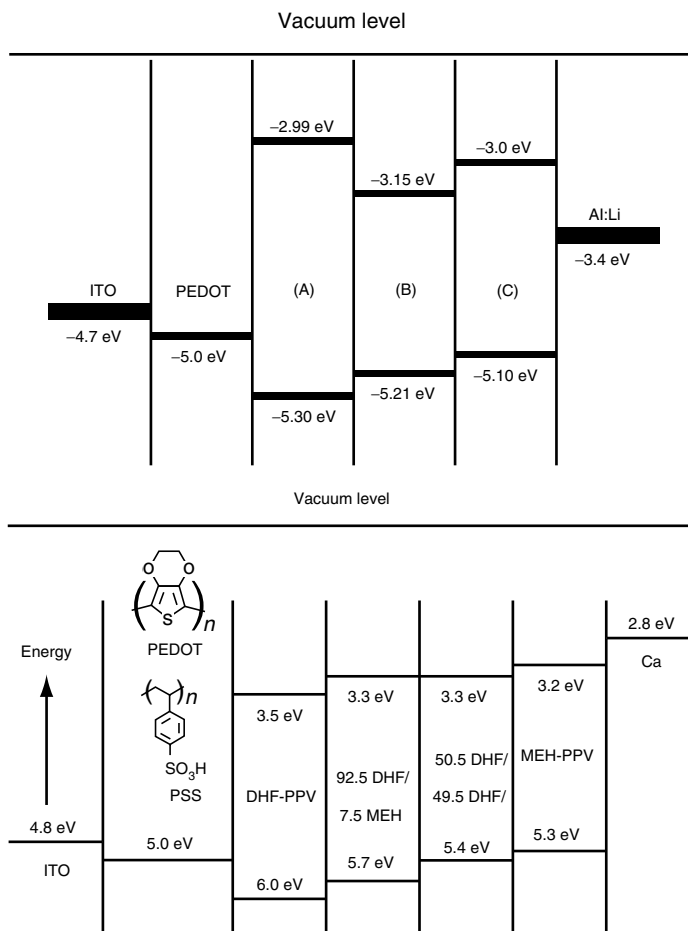 Vacuum level
−2.99 eV
−3.0 eV
−3.15 eV
Al:Li
−3.4 eV
ITO
PEDOT
(A)
(B)
(C)
−4.7 eV
−5.0 eV
−5.30 eV
−5.21 eV
−5.10 eV
Vacuum level
O
O
S
n
PEDOT
n
SO3H
PSS
Energy
2.8 eV
Ca
3.5 eV
3.3 eV
3.3 eV
3.2 eV
DHF-PPV
92.5 DHF/
7.5 MEH
50.5 DHF/
49.5 DHF/
MEH-PPV
4.8 eV
ITO
5.0 eV
6.0 eV
5.7 eV
5.4 eV
5.3 eV